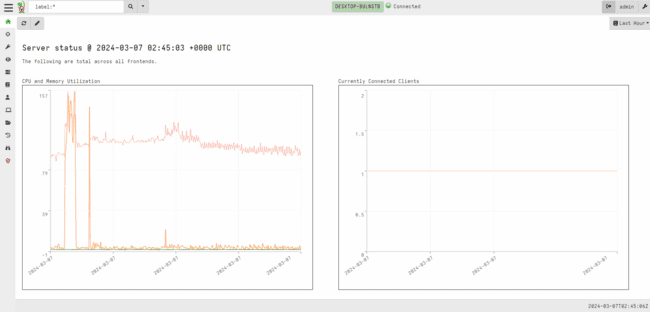 label:*
DESKTOP-BULNSTB Connected
admin
Last Hour
Server status @ 2024-03-07 02:45:03 +0000 UTC
The following are total across all frontends.
CPU and Memory Utilization
157
79
39
2024-03-07
2024-03-07
2024-03-07
2024-03-07
2024-03-07
Currently Connected Clients
2
1.5
1
0.5
0
2024-03-07
2024-03-07
2024-03-07
2024-03-07
2024-03-07T02:45:06Z